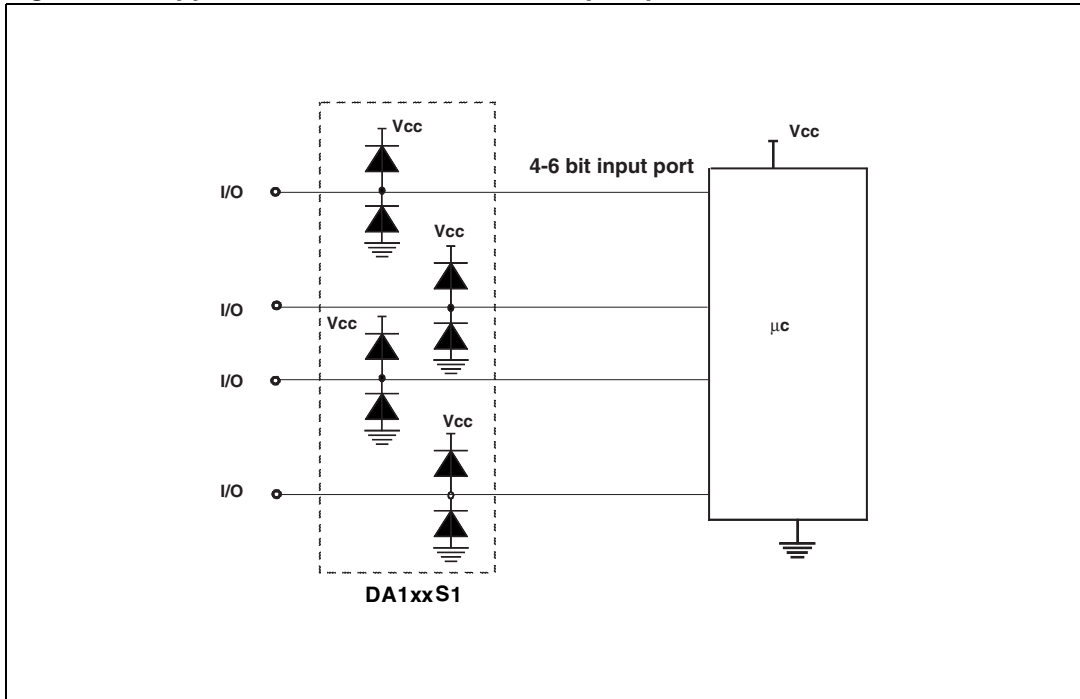 Vcc
Vcc
4-6 bit input port
I/O
Vcc
I/O
Vcc
μc
I/O
Vcc
I/O
DA1xxS1